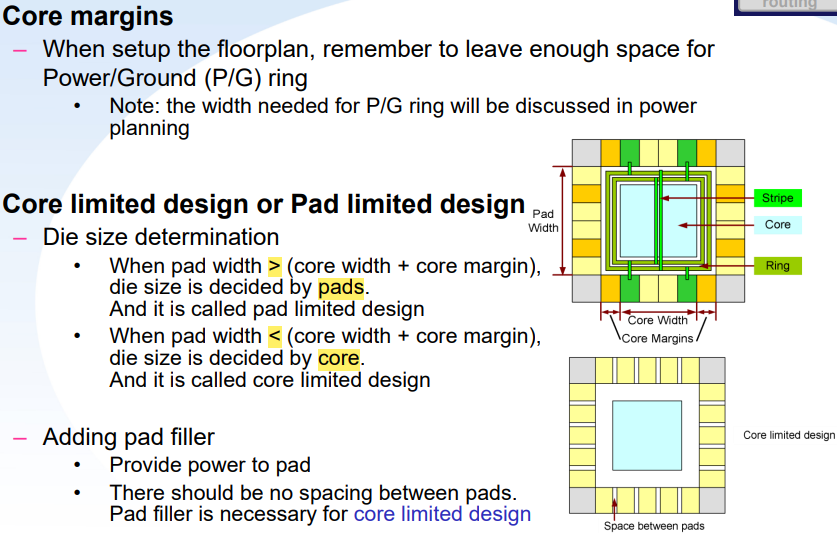 routing
Core margins
– When setup the floorplan, remember to leave enough space for
Power/Ground (P/G) ring
• Note: the width needed for P/G ring will be discussed in power
planning
Core limited design or Pad limited design
– Die size determination
• When pad width > (core width + core margin),
die size is decided by pads.
And it is called pad limited design
• When pad width < (core width + core margin),
die size is decided by core.
And it is called core limited design
– Adding pad filler
• Provide power to pad
• There should be no spacing between pads.
Pad filler is necessary for core limited design
Pad
Width
Stripe
Core
Ring
Core Width
Core Margins
Core limited design
Space between pads